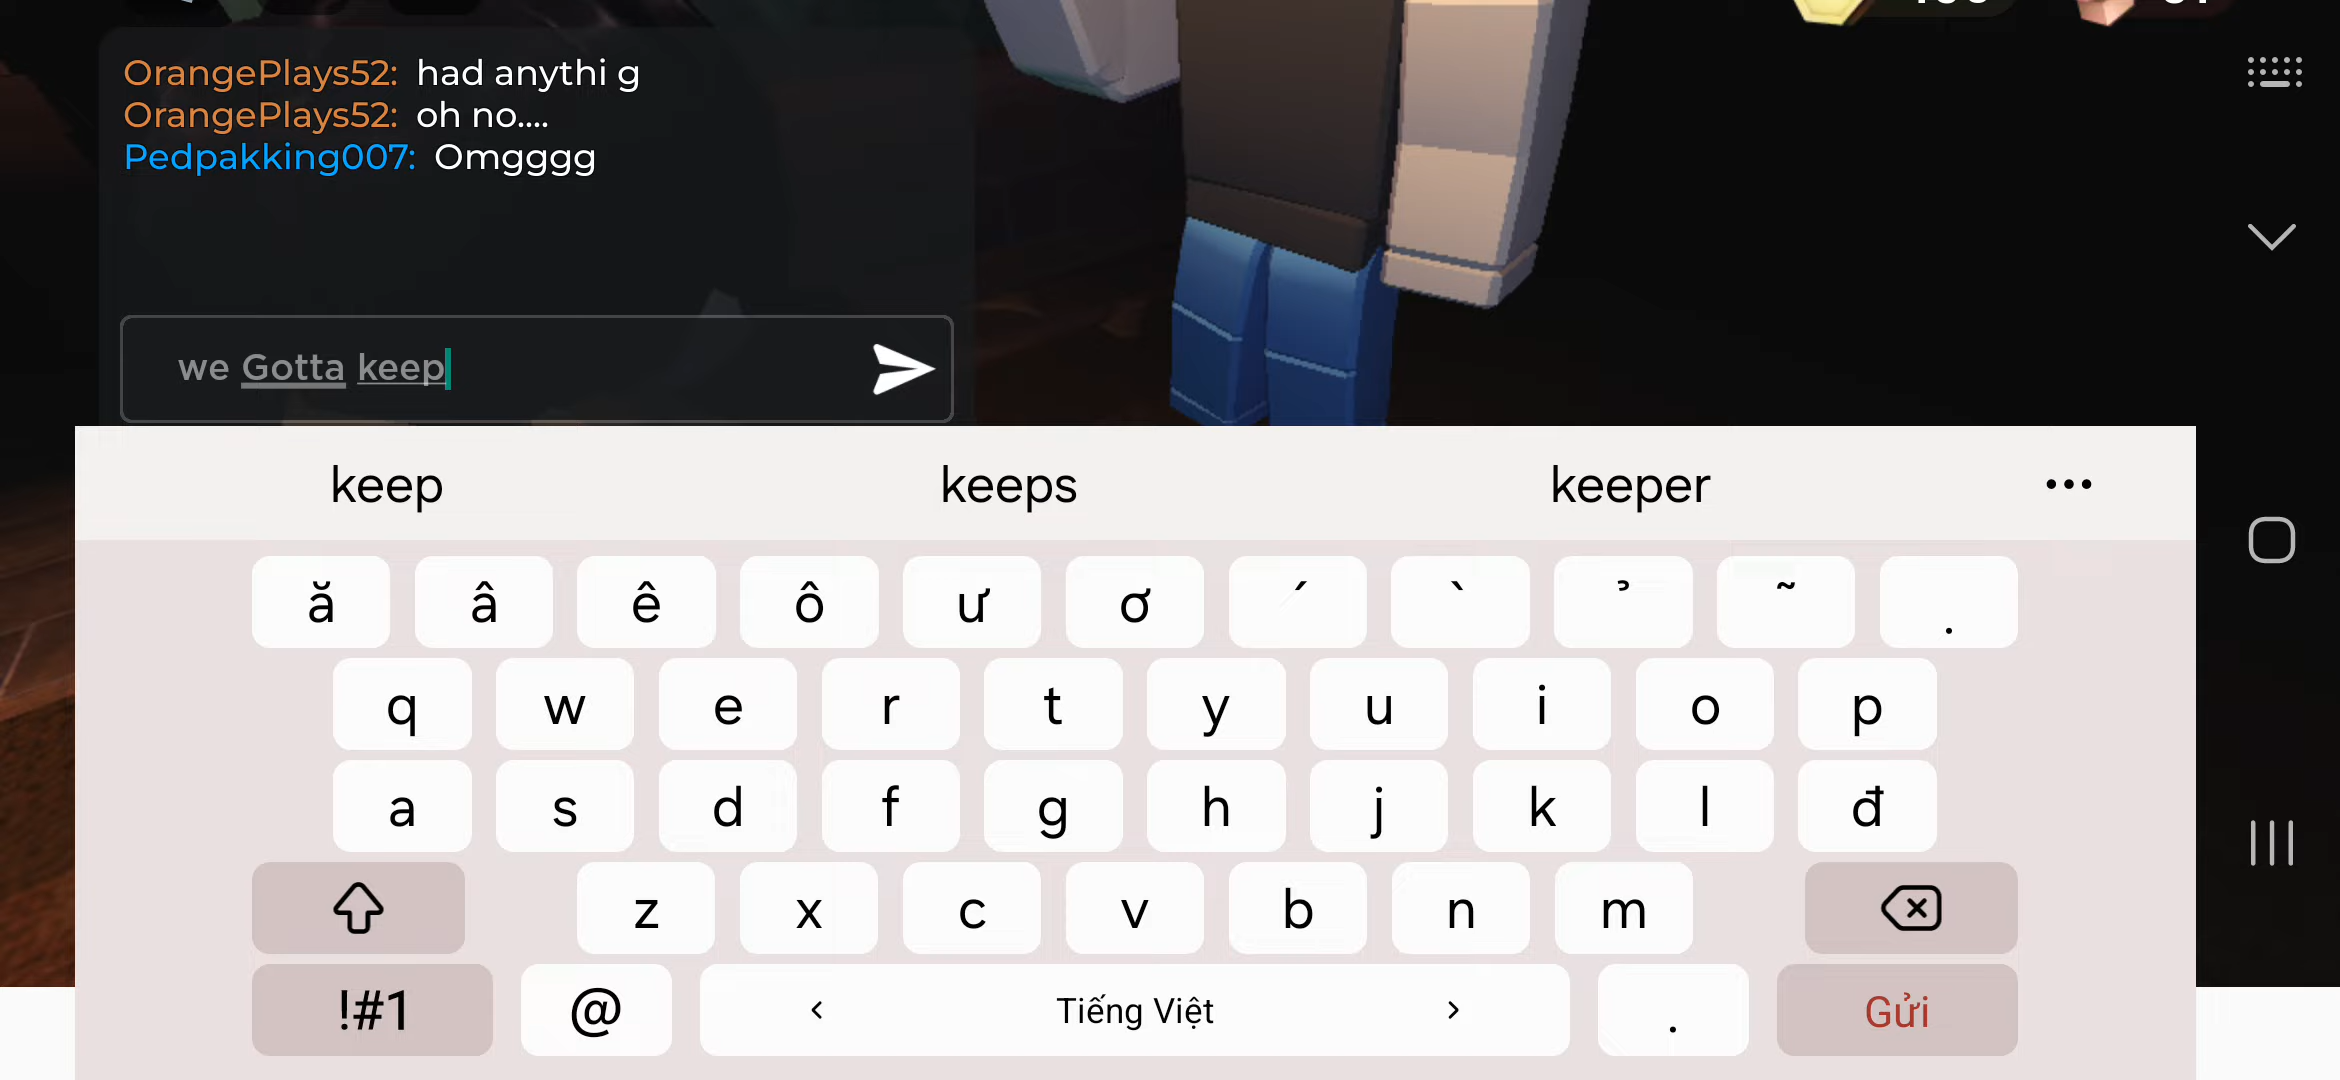 OrangePlays52: had anythi g
OrangePlays52: oh no....
Pedpakking007: Omgggg
we Gotta keep
keep keeps keeper
ă â ê ô ư ơ ´ ` ̉ ~ .
q w e r t y u i o p
a s d f g h j k l đ
z x c v b n m
!#1 @ < Tiếng Việt > . Gửi